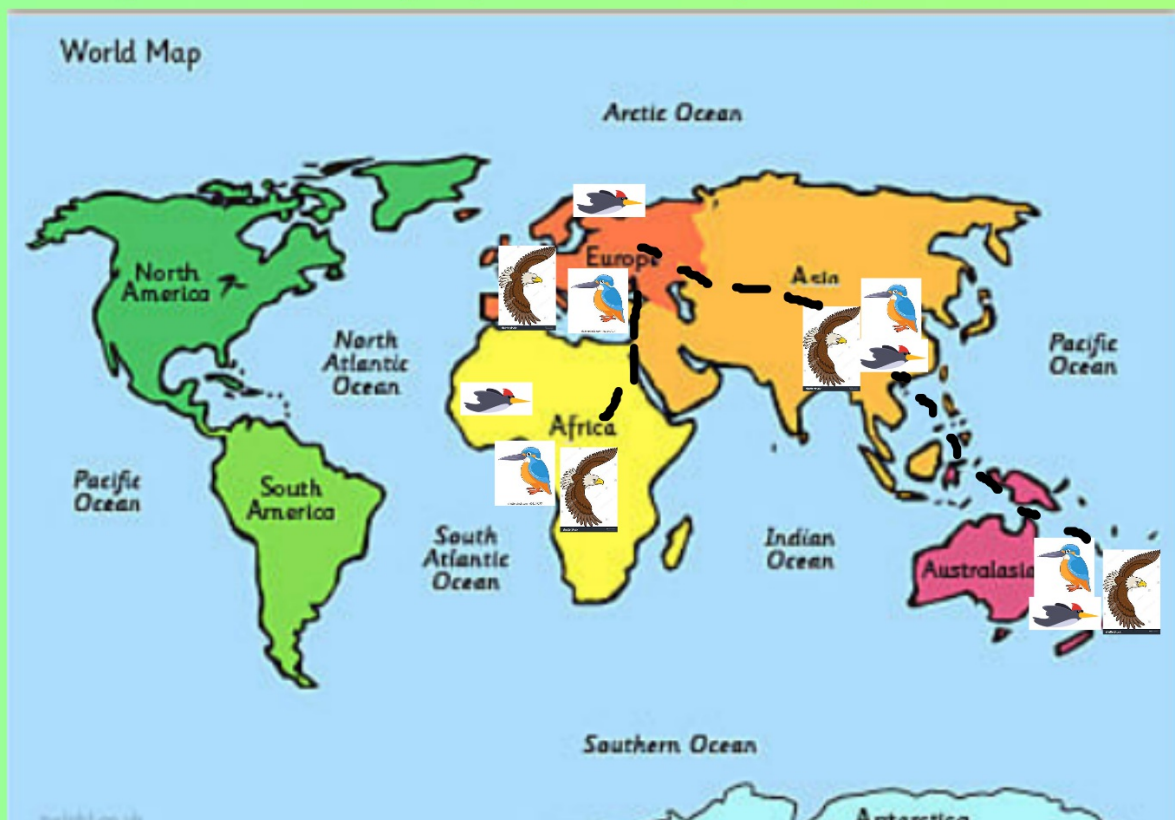 World Map
Arctic Ocean
North
America
Europe
Asia
North
Atlantic
Ocean
Pacific
Ocean
Africa
Pacific
Ocean
South
America
South
Atlantic
Ocean
Indian
Ocean
Australasia
Southern Ocean
Antarctica